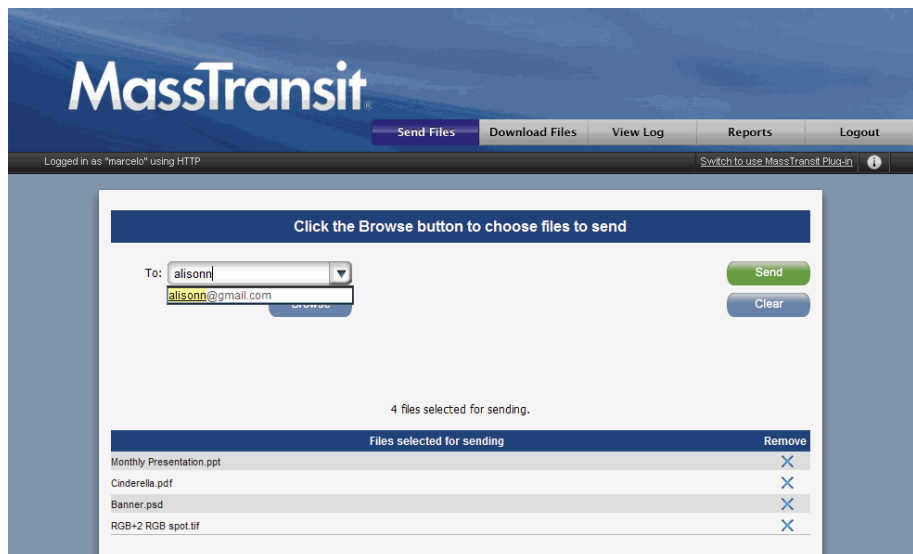 MassTransit®
Send Files Download Files View Log Reports Logout
Logged in as "marcelo" using HTTP Switch to use MassTransit Plug-in i
Click the Browse button to choose files to send
To: alisonn Send
alisonn@gmail.com
Browse Clear
4 files selected for sending.
Files selected for sending Remove
Monthly Presentation.ppt
Cinderella.pdf
Banner.psd
RGB+2 RGB spot.tif